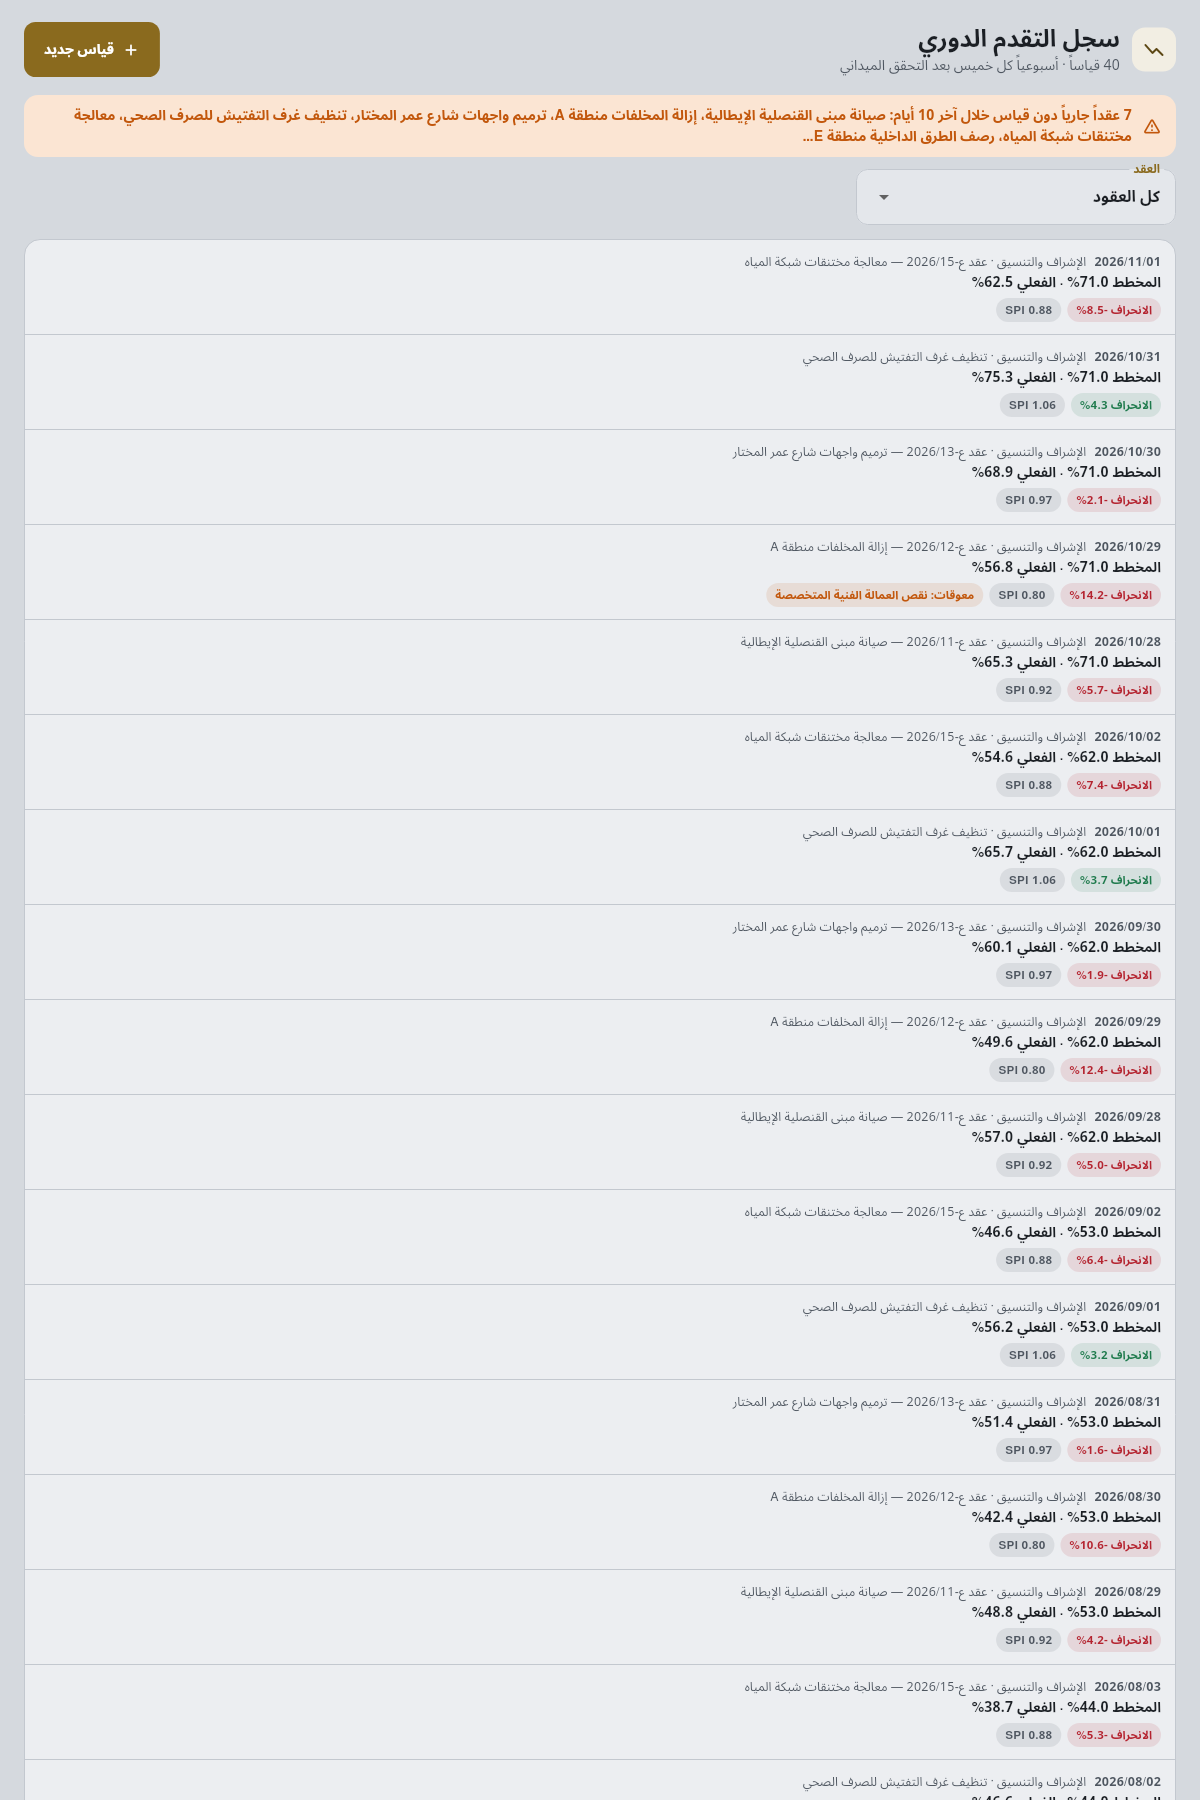 سجل التقدم الدوري
40 قياساً · أسبوعياً كل خميس بعد التحقق الميداني
+ قياس جديد
7 عقداً جارياً دون قياس خلال آخر 10 أيام: صيانة مبنى القنصلية الإيطالية، إزالة المخلفات منطقة A، ترميم واجهات شارع عمر المختار، تنظيف غرف التفتيش للصرف الصحي، معالجة
مختنقات شبكة المياه، رصف الطرق الداخلية منطقة E...
العقد
كل العقود
2026/11/01 الإشراف والتنسيق · عقد ع-2026/15 — معالجة مختنقات شبكة المياه
المخطط 71.0% · الفعلي 62.5%
الانحراف -8.5% SPI 0.88
2026/10/31 الإشراف والتنسيق · تنظيف غرف التفتيش للصرف الصحي
المخطط 71.0% · الفعلي 75.3%
الانحراف 4.3% SPI 1.06
2026/10/30 الإشراف والتنسيق · عقد ع-2026/13 — ترميم واجهات شارع عمر المختار
المخطط 71.0% · الفعلي 68.9%
الانحراف -2.1% SPI 0.97
2026/10/29 الإشراف والتنسيق · عقد ع-2026/12 — إزالة المخلفات منطقة A
المخطط 71.0% · الفعلي 56.8%
الانحراف -14.2% SPI 0.80 معوقات: نقص العمالة الفنية المتخصصة
2026/10/28 الإشراف والتنسيق · عقد ع-2026/11 — صيانة مبنى القنصلية الإيطالية
المخطط 71.0% · الفعلي 65.3%
الانحراف -5.7% SPI 0.92
2026/10/02 الإشراف والتنسيق · عقد ع-2026/15 — معالجة مختنقات شبكة المياه
المخطط 62.0% · الفعلي 54.6%
الانحراف -7.4% SPI 0.88
2026/10/01 الإشراف والتنسيق · تنظيف غرف التفتيش للصرف الصحي
المخطط 62.0% · الفعلي 65.7%
الانحراف 3.7% SPI 1.06
2026/09/30 الإشراف والتنسيق · عقد ع-2026/13 — ترميم واجهات شارع عمر المختار
المخطط 62.0% · الفعلي 60.1%
الانحراف -1.9% SPI 0.97
2026/09/29 الإشراف والتنسيق · عقد ع-2026/12 — إزالة المخلفات منطقة A
المخطط 62.0% · الفعلي 49.6%
الانحراف -12.4% SPI 0.80
2026/09/28 الإشراف والتنسيق · عقد ع-2026/11 — صيانة مبنى القنصلية الإيطالية
المخطط 62.0% · الفعلي 57.0%
الانحراف -5.0% SPI 0.92
2026/09/02 الإشراف والتنسيق · عقد ع-2026/15 — معالجة مختنقات شبكة المياه
المخطط 53.0% · الفعلي 46.6%
الانحراف -6.4% SPI 0.88
2026/09/01 الإشراف والتنسيق · تنظيف غرف التفتيش للصرف الصحي
المخطط 53.0% · الفعلي 56.2%
الانحراف 3.2% SPI 1.06
2026/08/31 الإشراف والتنسيق · عقد ع-2026/13 — ترميم واجهات شارع عمر المختار
المخطط 53.0% · الفعلي 51.4%
الانحراف -1.6% SPI 0.97
2026/08/30 الإشراف والتنسيق · عقد ع-2026/12 — إزالة المخلفات منطقة A
المخطط 53.0% · الفعلي 42.4%
الانحراف -10.6% SPI 0.80
2026/08/29 الإشراف والتنسيق · عقد ع-2026/11 — صيانة مبنى القنصلية الإيطالية
المخطط 53.0% · الفعلي 48.8%
الانحراف -4.2% SPI 0.92
2026/08/03 الإشراف والتنسيق · عقد ع-2026/15 — معالجة مختنقات شبكة المياه
المخطط 44.0% · الفعلي 38.7%
الانحراف -5.3% SPI 0.88
2026/08/02 الإشراف والتنسيق · تنظيف غرف التفتيش للصرف الصحي
المخطط 44.0% · الفعلي 46.6%